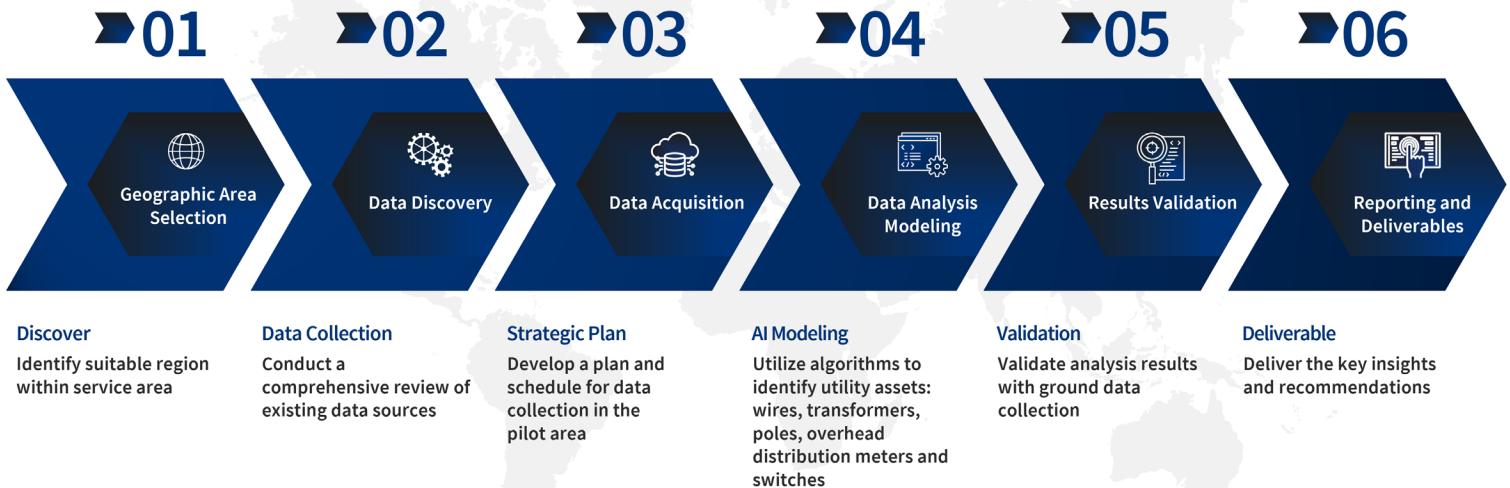 01
02
03
04
05
06
Geographic Area
Selection
Data Discovery
Data Acquisition
Data Analysis
Modeling
Results Validation
Reporting and
Deliverables
Discover
Identify suitable region
within service area
Data Collection
Conduct a
comprehensive review of
existing data sources
Strategic Plan
Develop a plan and
schedule for data
collection in the
pilot area
AI Modeling
Utilize algorithms to
identify utility assets:
wires, transformers,
poles, overhead
distribution meters and
switches
Validation
Validate analysis results
with ground data
collection
Deliverable
Deliver the key insights
and recommendations